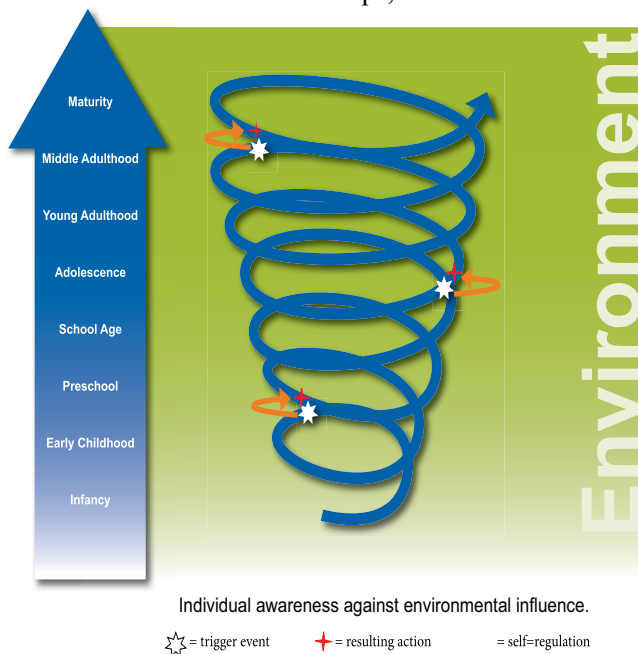 Maturity
Middle Adulthood
Young Adulthood
Adolescence
School Age
Preschool
Early Childhood
Infancy
Environment
Individual awareness against environmental influence.
= trigger event = resulting action = self=regulation